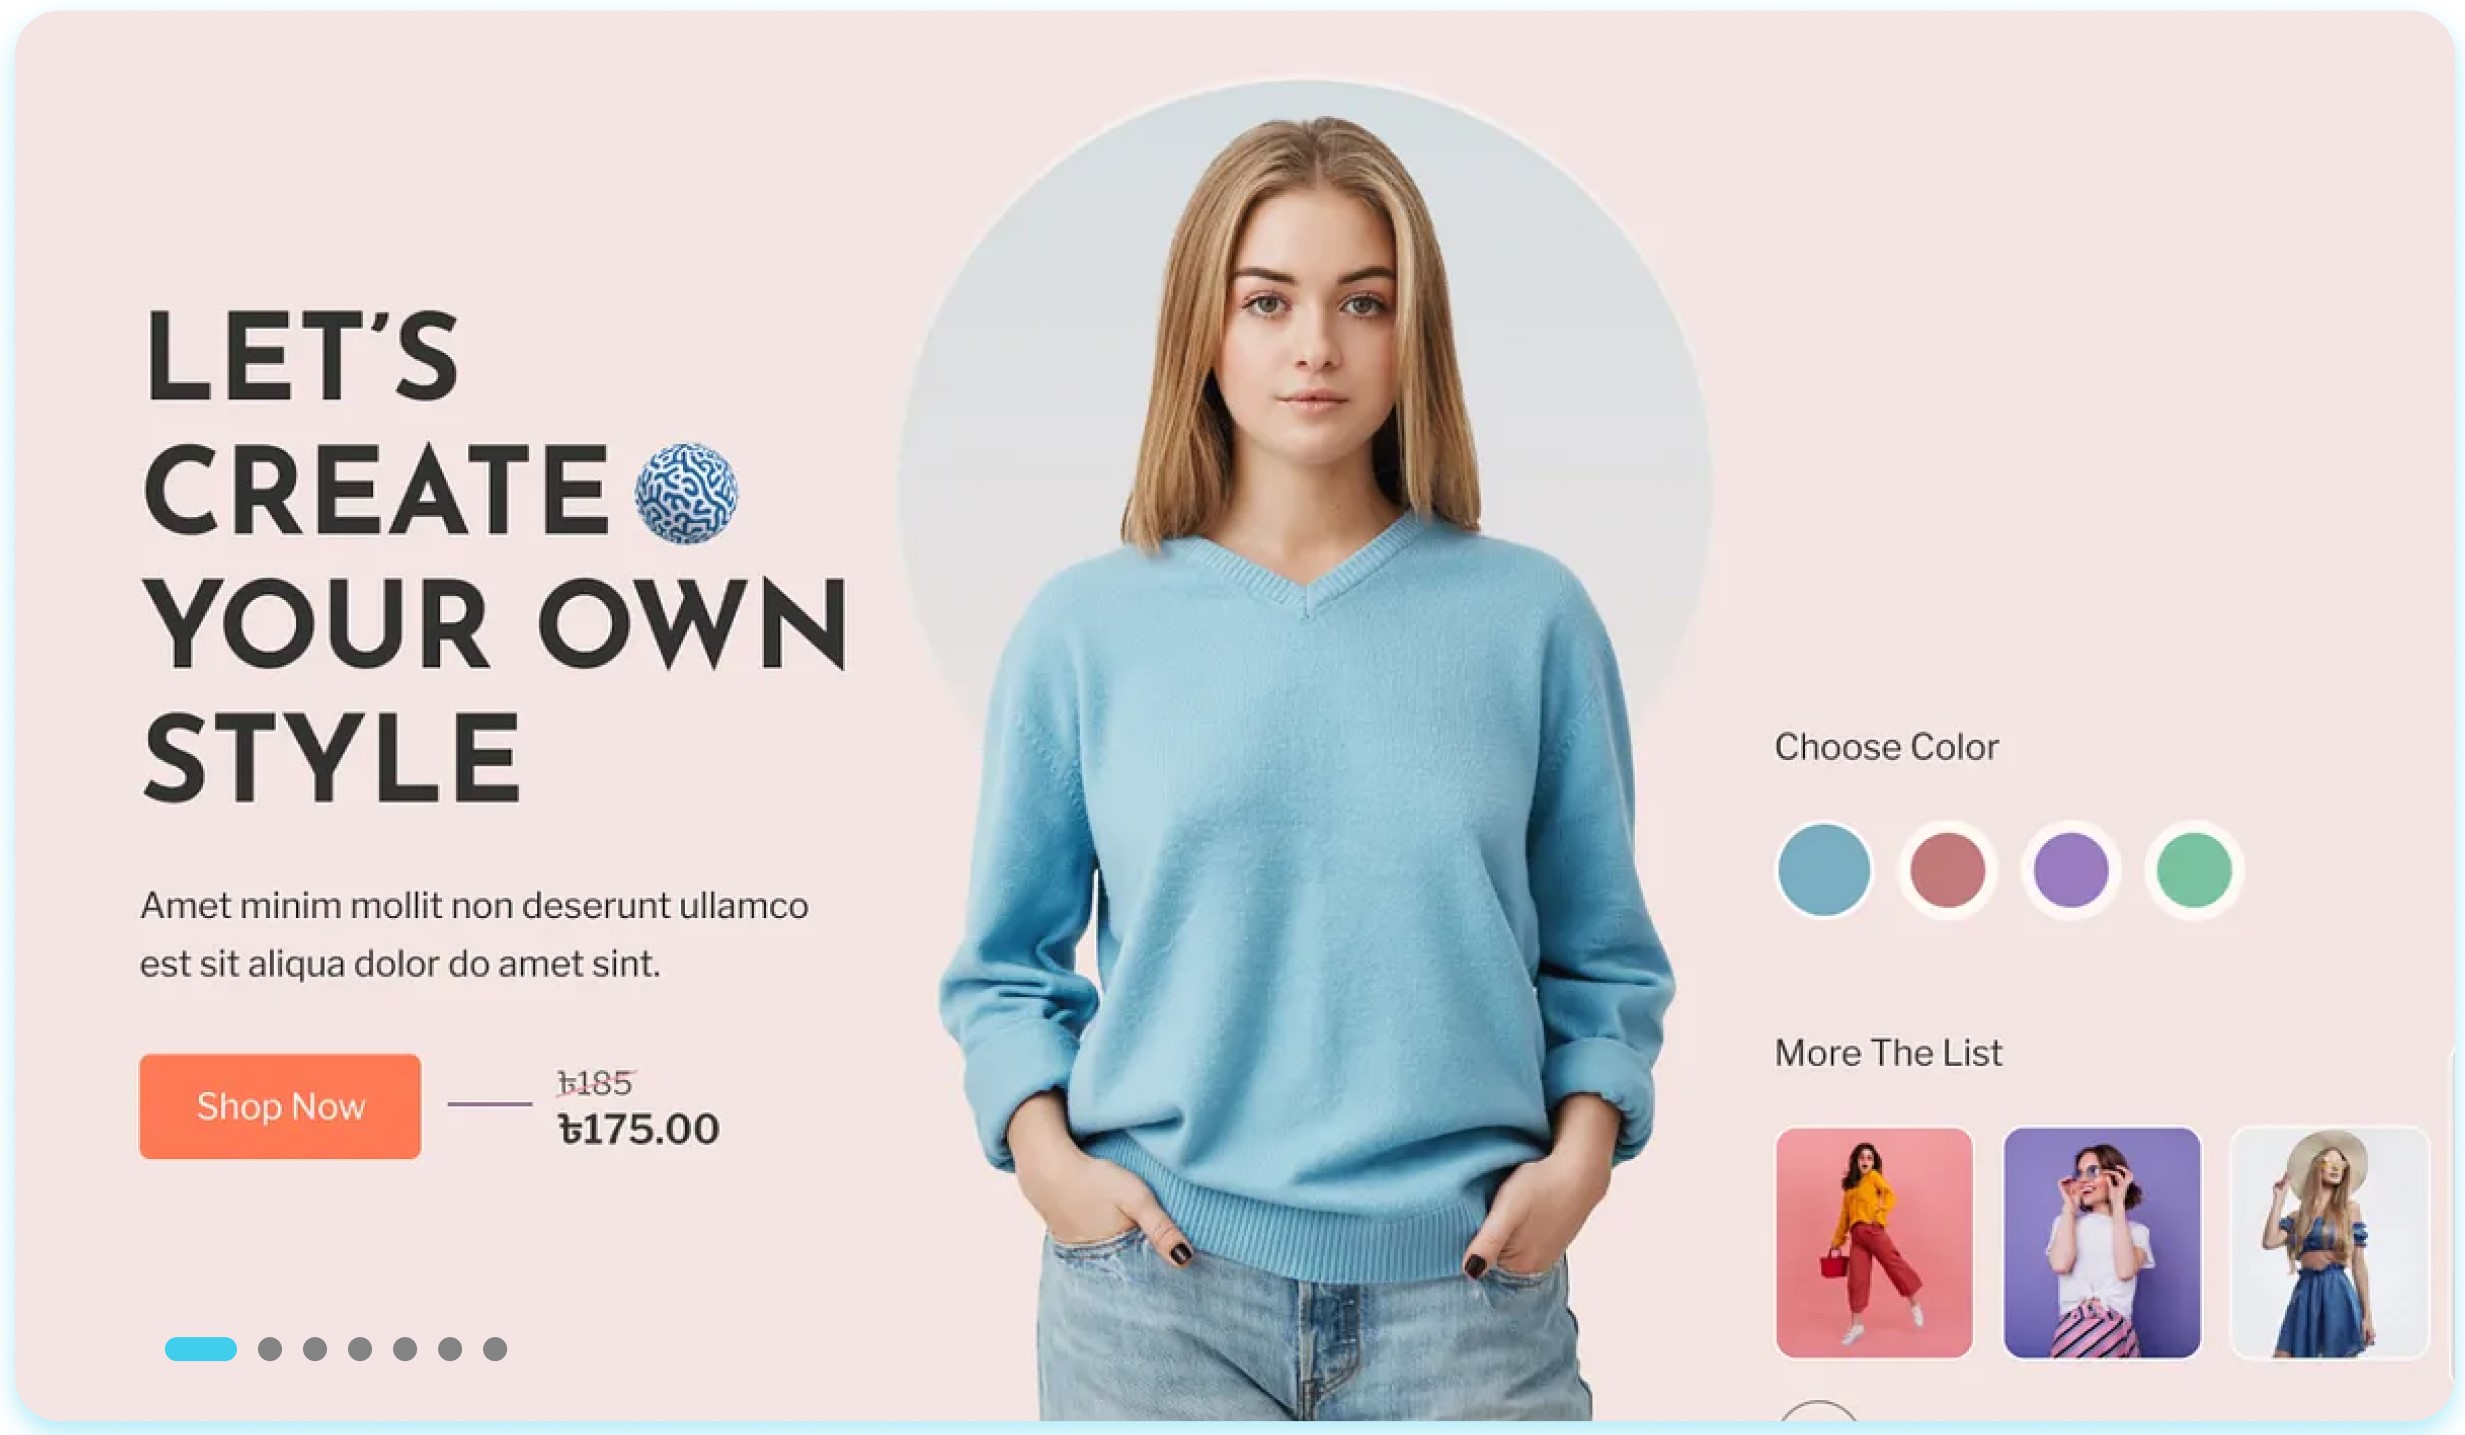 LET’S
CREATE
YOUR OWN
STYLE
Amet minim mollit non deserunt ullamco
est sit aliqua dolor do amet sint.
Shop Now
৳185
৳175.00
Choose Color
More The List